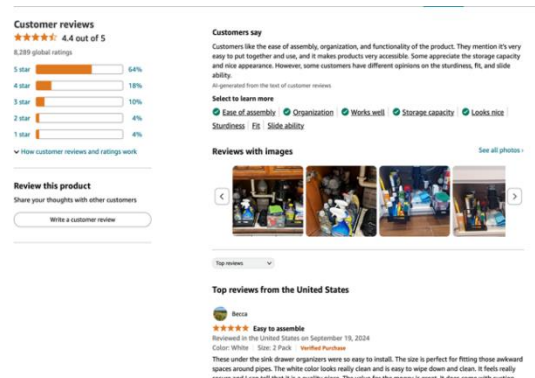 Customer reviews
4.4 out of 5
8,289 global ratings
5 star 64%
4 star 18%
3 star 10%
2 star 4%
1 star 4%
How customer reviews and ratings work
Review this product
Share your thoughts with other customers
Write a customer review
Customers say
Customers like the ease of assembly, organization, and functionality of the product. They mention it's very
easy to put together and use, and it makes products very accessible. Some appreciate the storage capacity
and nice appearance. However, some customers have different opinions on the sturdiness, fit, and slide
ability.
AI-generated from the text of customer reviews
Select to learn more
Ease of assembly Organization Works well Storage capacity Looks nice
Sturdiness Fit Slide ability
Reviews with images
See all photos ›
Top reviews
Top reviews from the United States
Becca
Easy to assemble
Reviewed in the United States on September 19, 2024
Color: White Size: 2 Pack Verified Purchase
These under the sink drawer organizers were so easy to install. The size is perfect for fitting those awkward
spaces around pipes. The white color looks really clean and is easy to wipe down and clean. It feels really